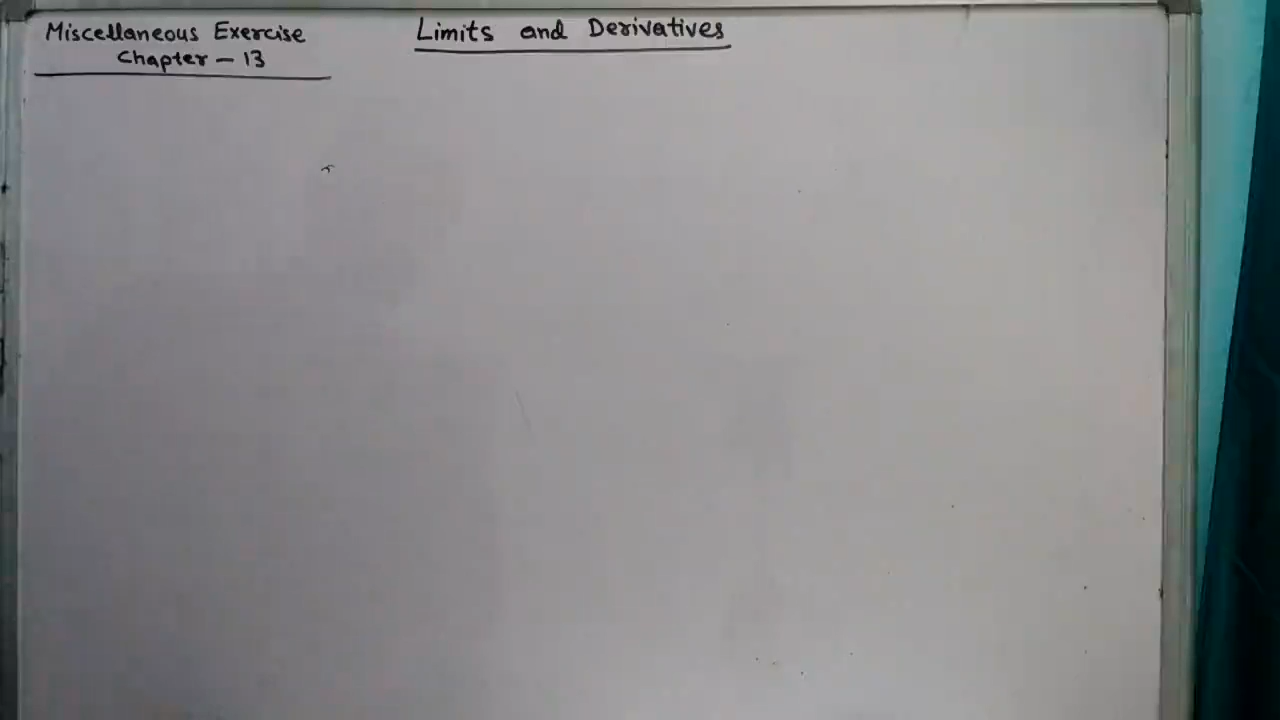 Miscellaneous Exercise
Chapter - 13
Limits and Derivatives